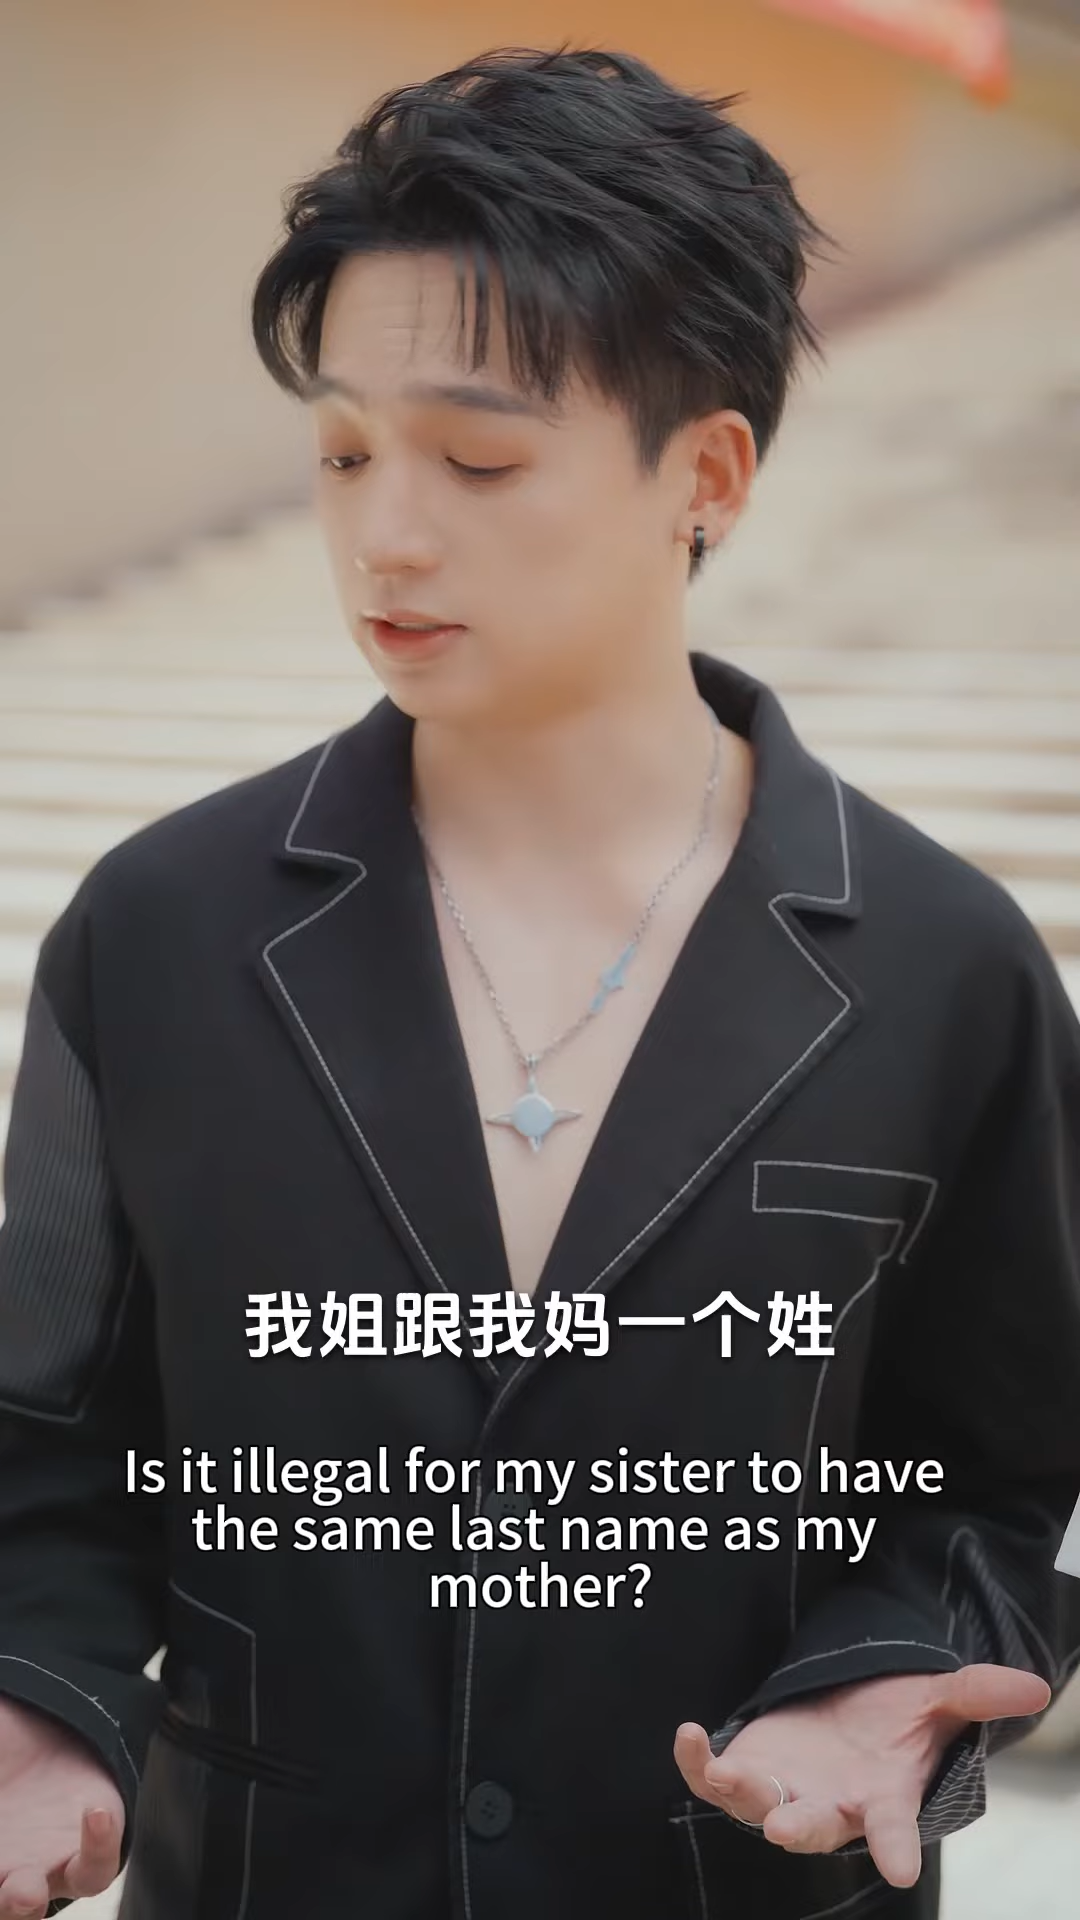 我姐跟我妈一个姓
Is it illegal for my sister to have
the same last name as my
mother?